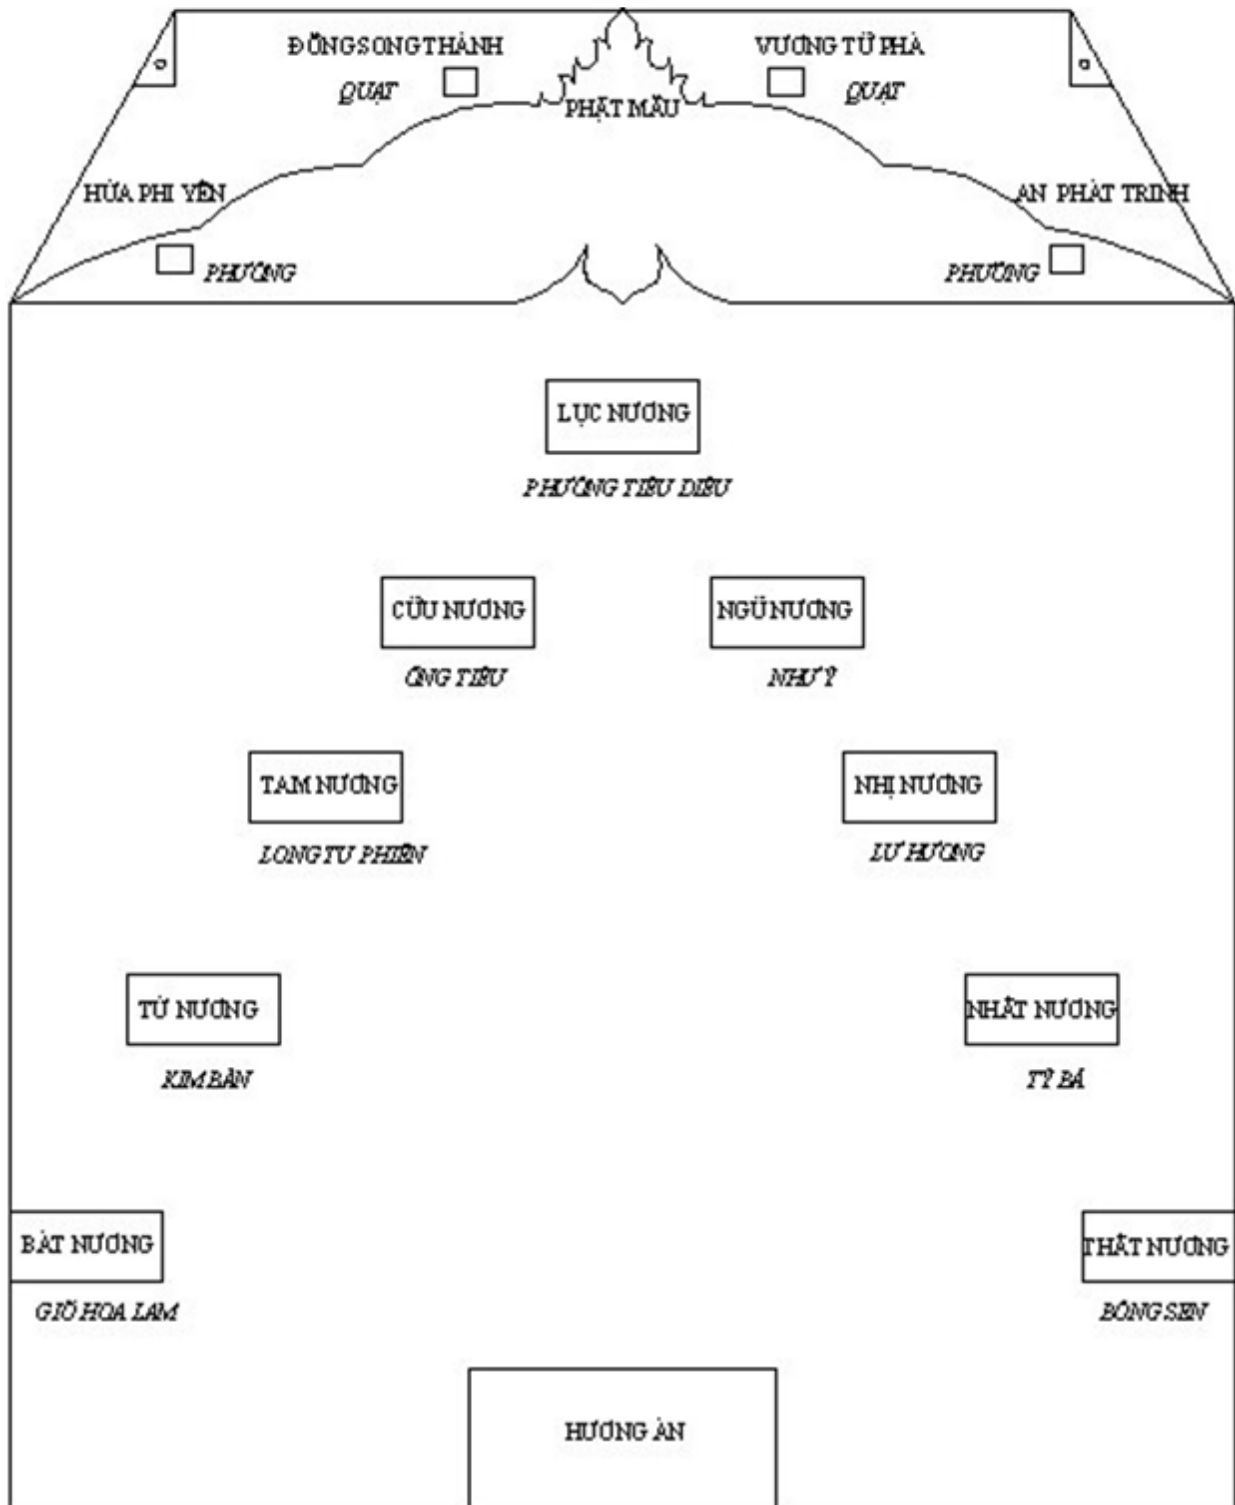 ĐỔNG SONG THÀNH
VƯƠNG TỬ PHÀ
QUẠT
QUẠT
PHẬT MẪU
HỨA PHI YẾN
AN PHÁT TRINH
PHƯỚNG
PHƯỚNG
LỤC NƯƠNG
PHƯỚNG TIÊU DIÊU
CỬU NƯƠNG
NGŨ NƯƠNG
ỐNG TIÊU
NHƯ Ý
TAM NƯƠNG
NHỊ NƯƠNG
LONG TU PHIẾN
LƯ HƯƠNG
TỨ NƯƠNG
NHẤT NƯƠNG
KIM BẢN
TỲ BÀ
BÁT NƯƠNG
THẤT NƯƠNG
GIỎ HOA LAM
BÔNG SEN
HƯƠNG ÁN